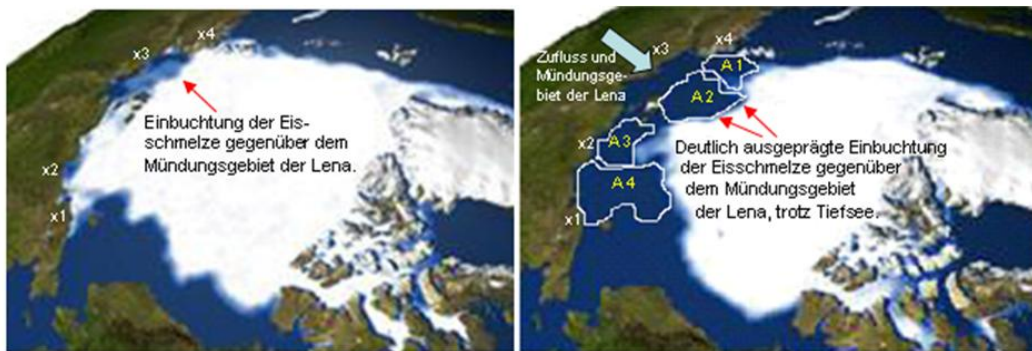 x3
x4
Einbuchtung der Eis-
schmelze gegenüber dem
Mündungsgebiet der Lena.
x2
x1
Zufluss und
Mündungsge-
biet der Lena
x3
x4
A 1
A 2
x2
A 3
Deutlich ausgeprägte Einbuchtung
der Eisschmelze gegenüber
dem Mündungsgebiet
der Lena, trotz Tiefsee.
A 4
x1